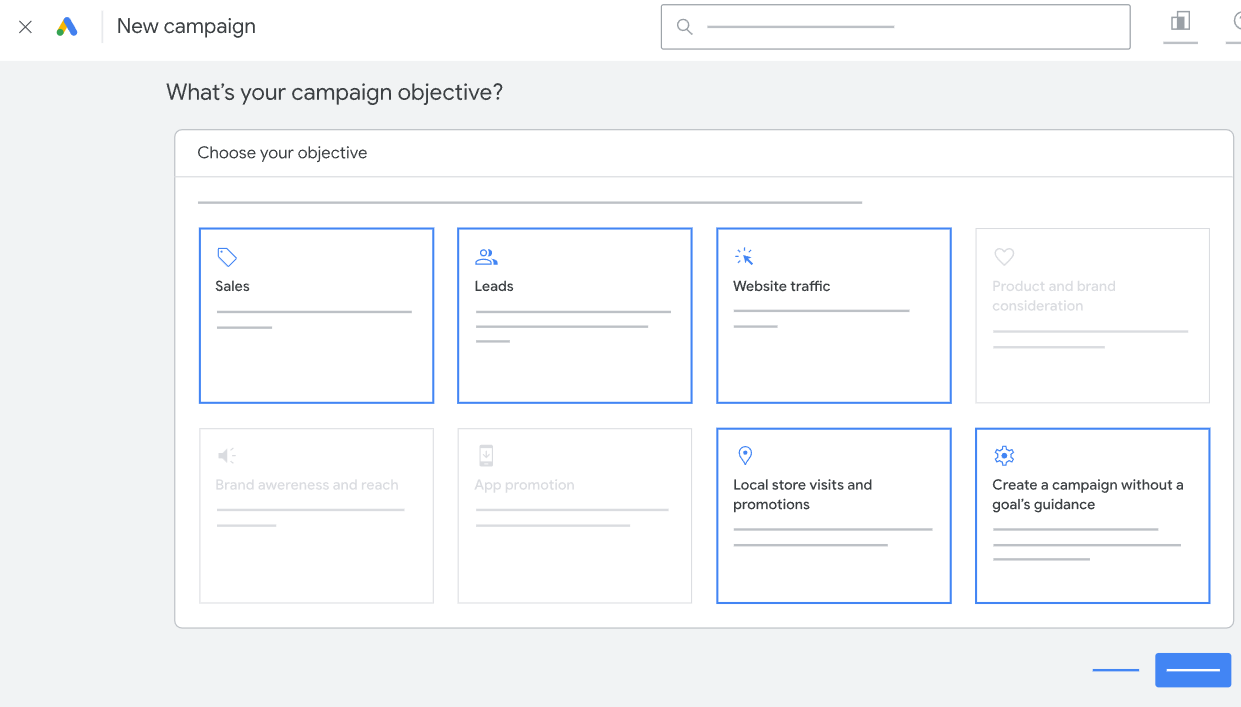 New campaign
What’s your campaign objective?
Choose your objective
Sales
Leads
Website traffic
Product and brand
consideration
Brand awereness and reach
App promotion
Local store visits and
promotions
Create a campaign without a
goal’s guidance